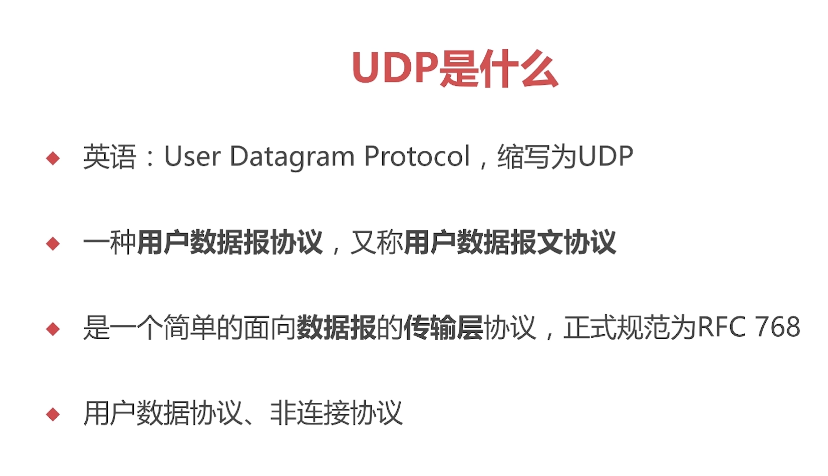 UDP是什么
英语：User Datagram Protocol，缩写为UDP
一种用户数据报协议，又称用户数据报文协议
是一个简单的面向数据报的传输层协议，正式规范为RFC 768
用户数据协议、非连接协议